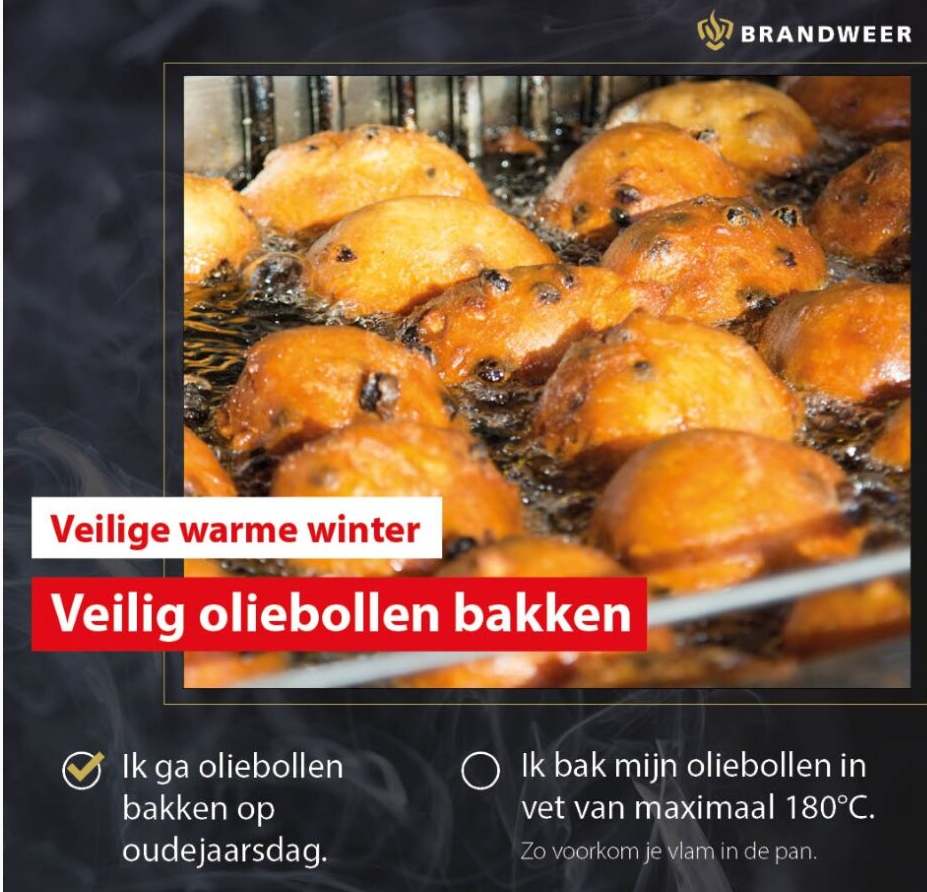 BRANDWEER
Veilige warme winter
Veilig oliebollen bakken
Ik ga oliebollen
bakken op
oudejaarsdag.
Ik bak mijn oliebollen in
vet van maximaal 180°C.
Zo voorkom je vlam in de pan.